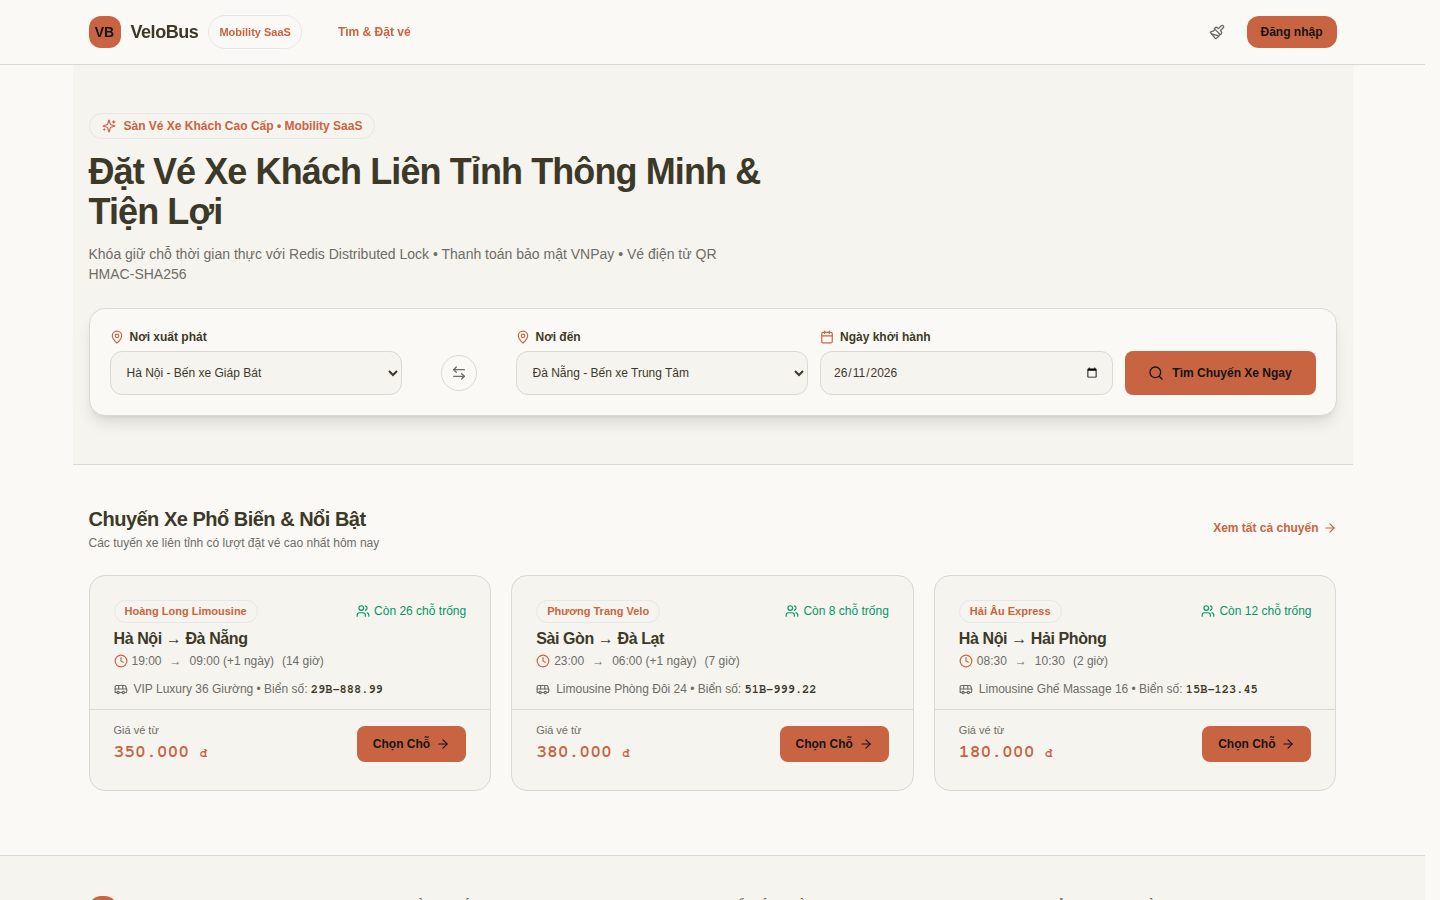 VB VeloBus Mobility SaaS Tìm & Đặt vé Đăng nhập
Sàn Vé Xe Khách Cao Cấp • Mobility SaaS
Đặt Vé Xe Khách Liên Tỉnh Thông Minh &
Tiện Lợi
Khóa giữ chỗ thời gian thực với Redis Distributed Lock • Thanh toán bảo mật VNPay • Vé điện tử QR
HMAC-SHA256
Nơi xuất phát Nơi đến Ngày khởi hành
Hà Nội - Bến xe Giáp Bát Đà Nẵng - Bến xe Trung Tâm 26/11/2026 Tìm Chuyến Xe Ngay
Chuyến Xe Phổ Biến & Nổi Bật
Các tuyến xe liên tỉnh có lượt đặt vé cao nhất hôm nay
Xem tất cả chuyến →
Hoàng Long Limousine Còn 26 chỗ trống
Hà Nội → Đà Nẵng
19:00 → 09:00 (+1 ngày) (14 giờ)
VIP Luxury 36 Giường • Biển số: 29B-888.99
Giá vé từ
350.000 đ Chọn Chỗ →
Phương Trang Velo Còn 8 chỗ trống
Sài Gòn → Đà Lạt
23:00 → 06:00 (+1 ngày) (7 giờ)
Limousine Phòng Đôi 24 • Biển số: 51B-999.22
Giá vé từ
380.000 đ Chọn Chỗ →
Hải Âu Express Còn 12 chỗ trống
Hà Nội → Hải Phòng
08:30 → 10:30 (2 giờ)
Limousine Ghế Massage 16 • Biển số: 15B-123.45
Giá vé từ
180.000 đ Chọn Chỗ →